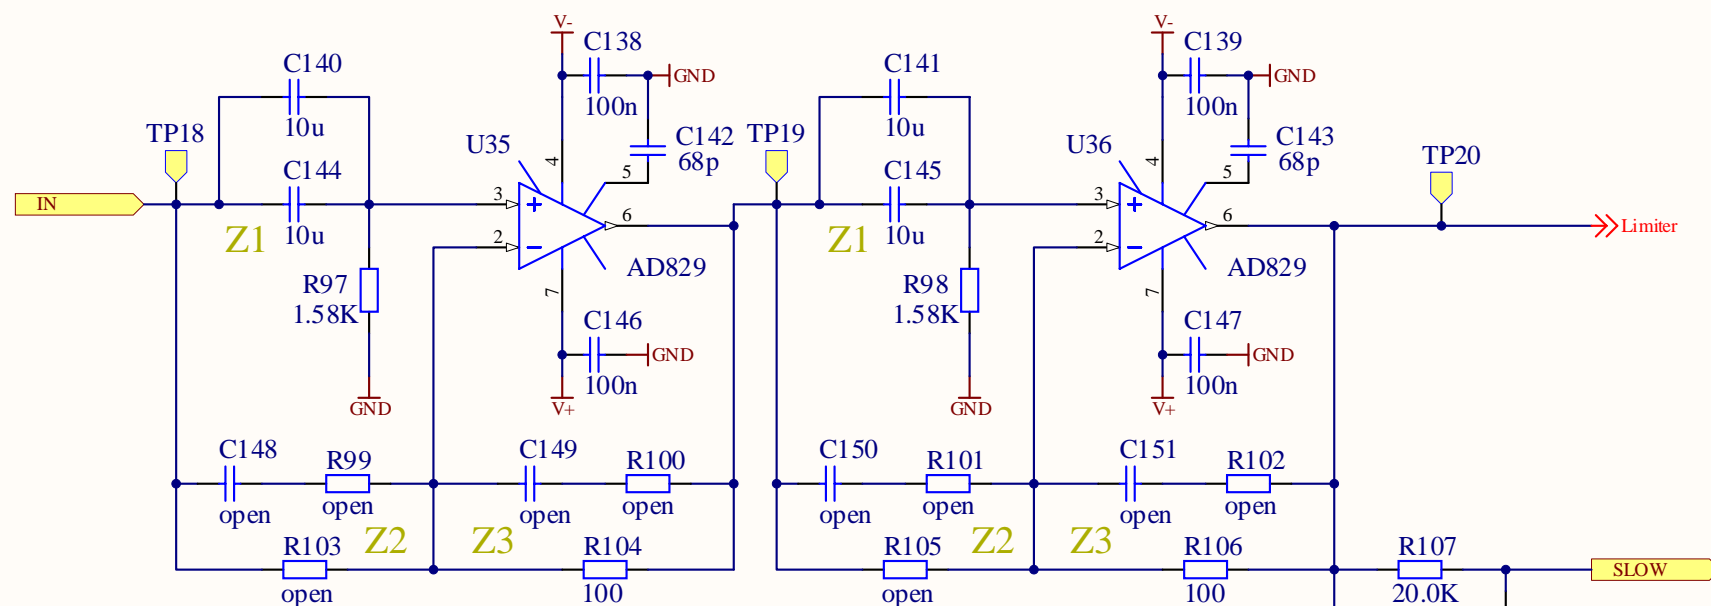 V-
C138
GND
100n
C140
10u
TP18
C144
10u
IN
Z1
U35
4
3
2
5
6
7
C142
68p
AD829
R97
1.58K
GND
C146
GND
100n
V+
C148
open
R99
open
C149
open
R100
open
Z2
Z3
R103
open
R104
100
V-
C139
GND
100n
C141
10u
TP19
C145
10u
Z1
U36
4
3
2
5
6
7
C143
68p
AD829
TP20
Limiter
R98
1.58K
GND
C147
GND
100n
V+
C150
open
R101
open
C151
open
R102
open
Z2
Z3
R105
open
R106
100
R107
20.0K
SLOW